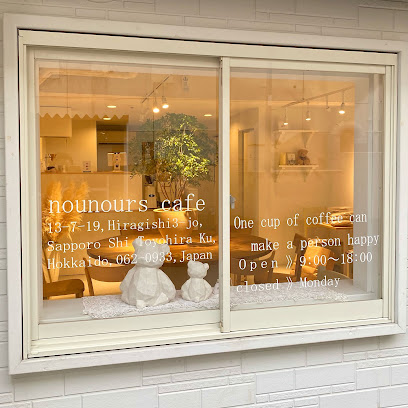 nounours cafe
13-7-19,Hiragishi3 jo,
Sapporo Shi Toyohira Ku,
Hokkaido,062-0933,Japan
One cup of coffee can
make a person happy
Open 》9:00～18:00
closed 》Monday